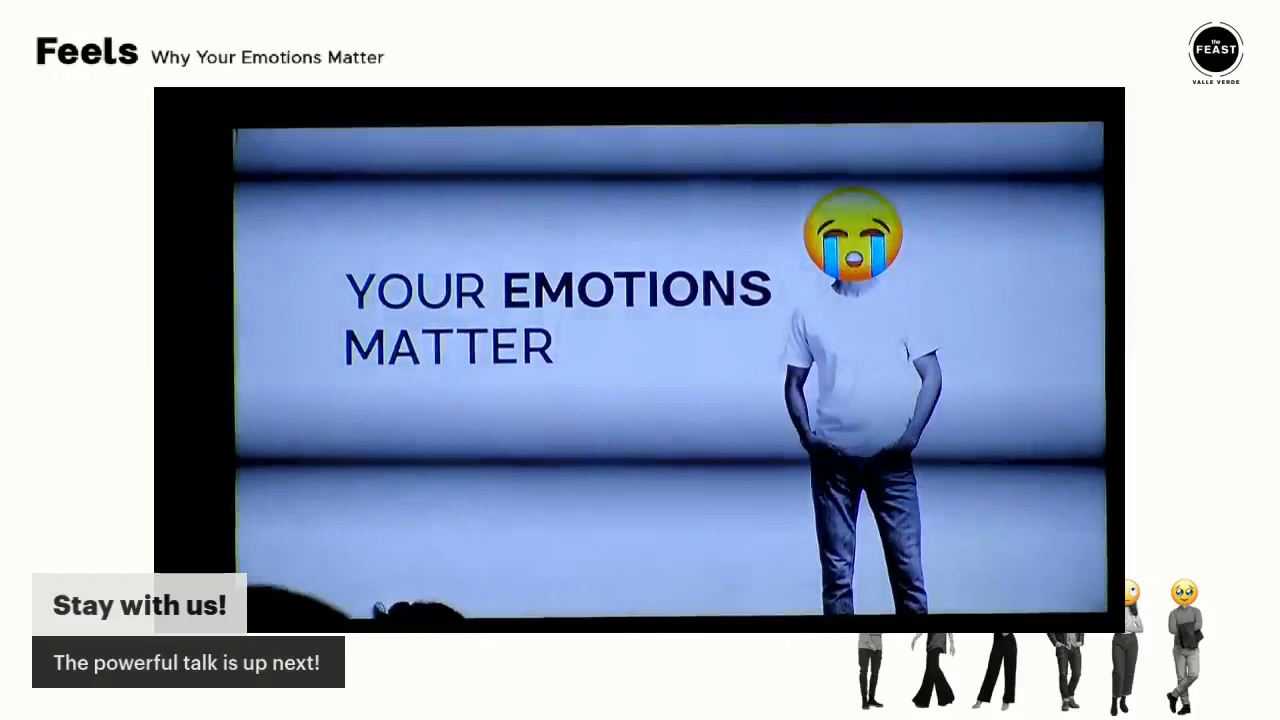 Feels Why Your Emotions Matter
the
FEAST
VALLE VERDE
YOUR EMOTIONS
MATTER
Stay with us!
The powerful talk is up next!